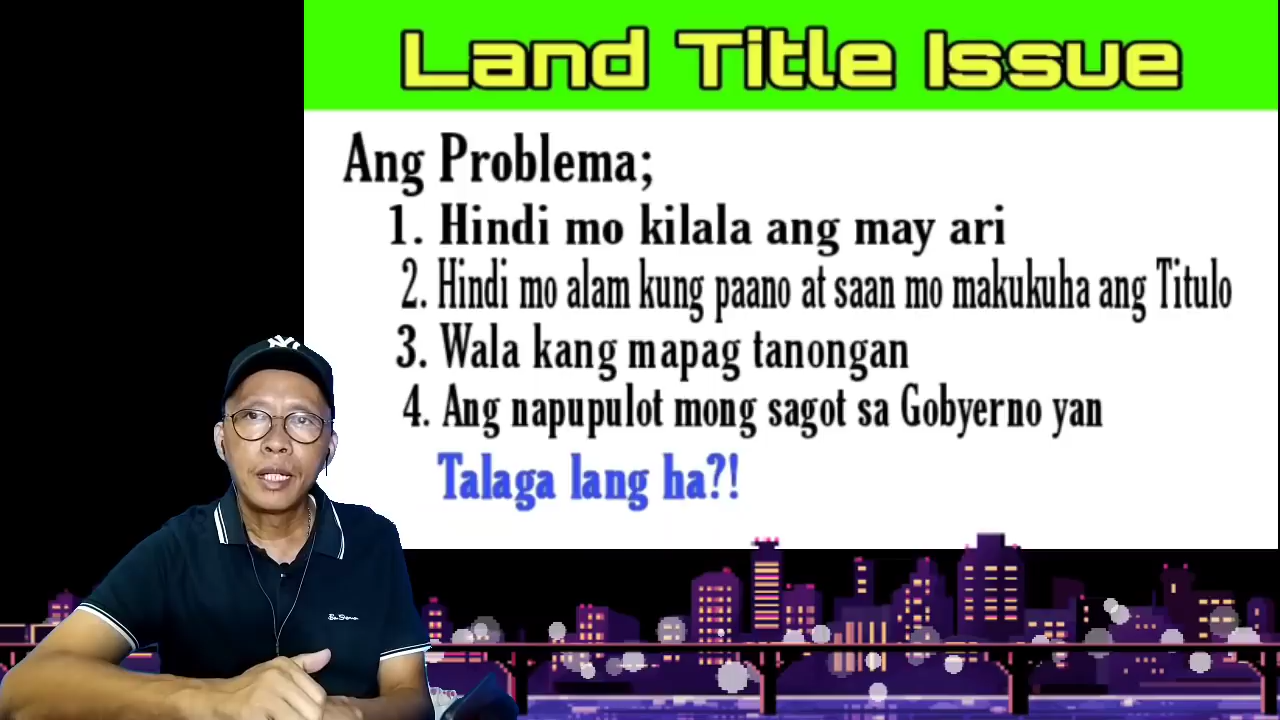 Land Title Issue
Ang Problema;
1. Hindi mo kilala ang may ari
2. Hindi mo alam kung paano at saan mo makukuha ang Titulo
3. Wala kang mapag tanongan
4. Ang napupulot mong sagot sa Gobyerno yan
Talaga lang ha?!
NY